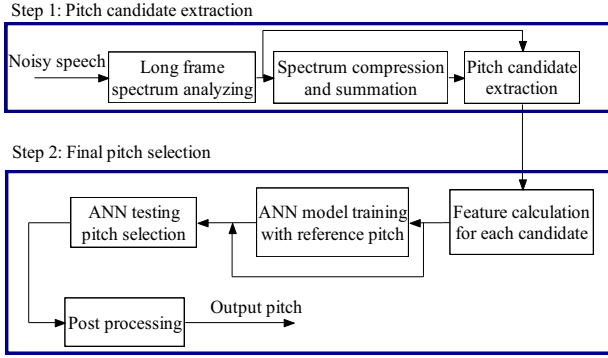 Step 1: Pitch candidate extraction
Noisy speech
Long frame
spectrum analyzing
Spectrum compression
and summation
Pitch candidate
extraction
Step 2: Final pitch selection
ANN testing
pitch selection
ANN model training
with reference pitch
Feature calculation
for each candidate
Post processing
Output pitch